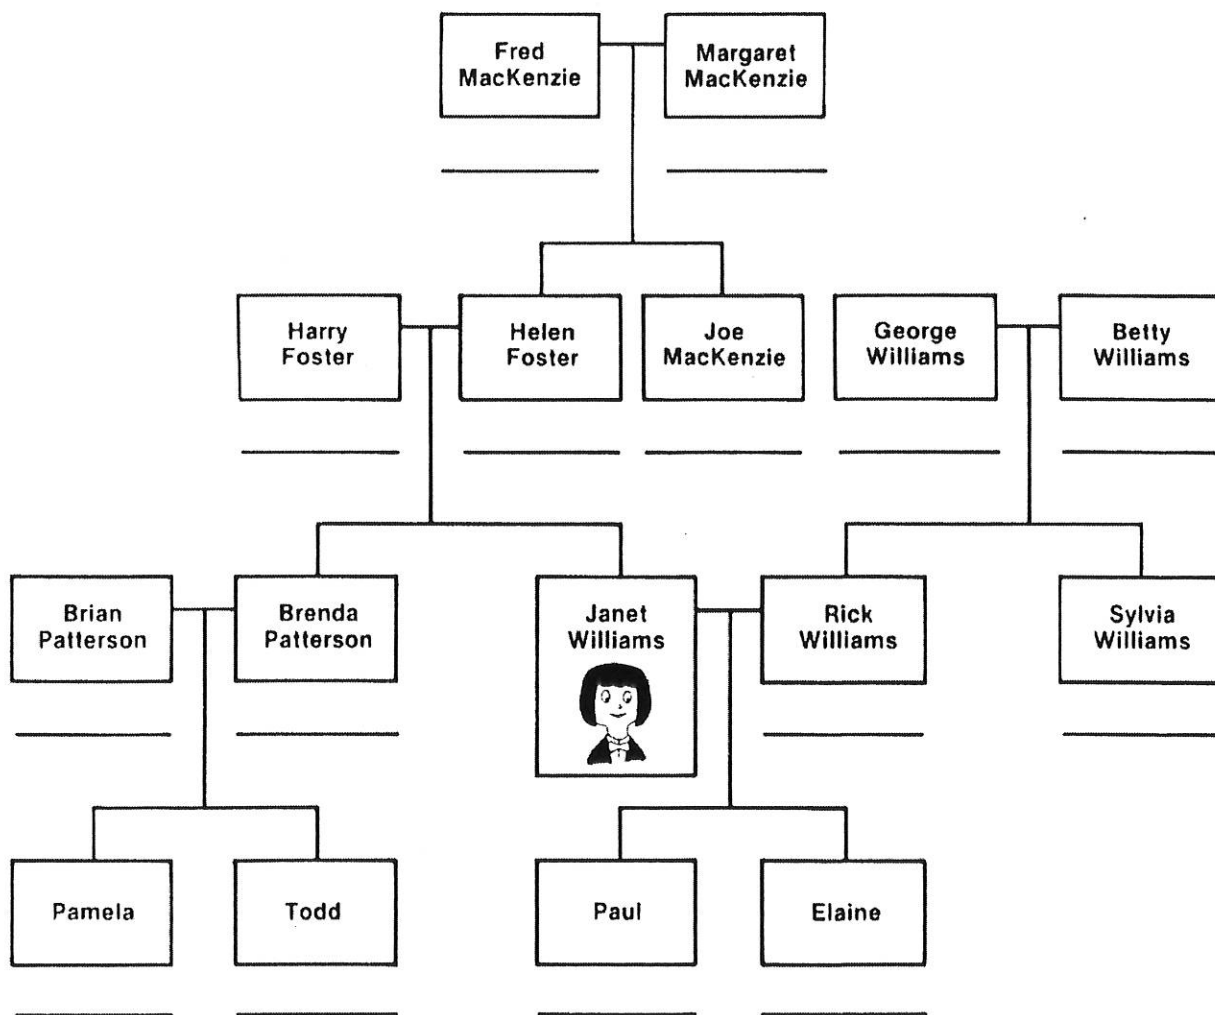 Fred
MacKenzie
Margaret
MacKenzie
Harry
Foster
Helen
Foster
Joe
MacKenzie
George
Williams
Betty
Williams
Brian
Patterson
Brenda
Patterson
Janet
Williams
Rick
Williams
Sylvia
Williams
Pamela
Todd
Paul
Elaine